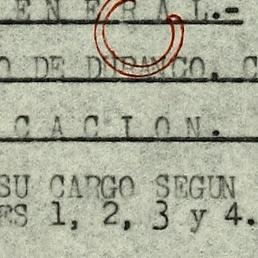 ENERAL.-
O DE DURANGO, C
CACION.
SU CARGO SEGUN
ES 1, 2, 3 y 4.